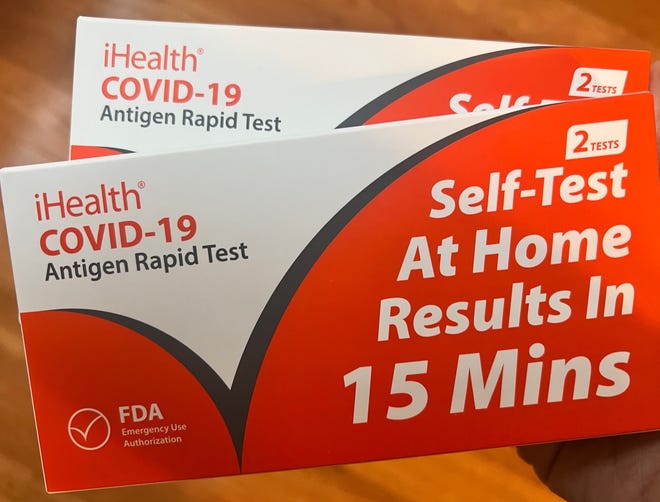 iHealth®
COVID-19
Antigen Rapid Test
2 TESTS
iHealth®
COVID-19
Antigen Rapid Test
2 TESTS
Self-Test
At Home
Results In
15 Mins
FDA
Emergency Use
Authorization